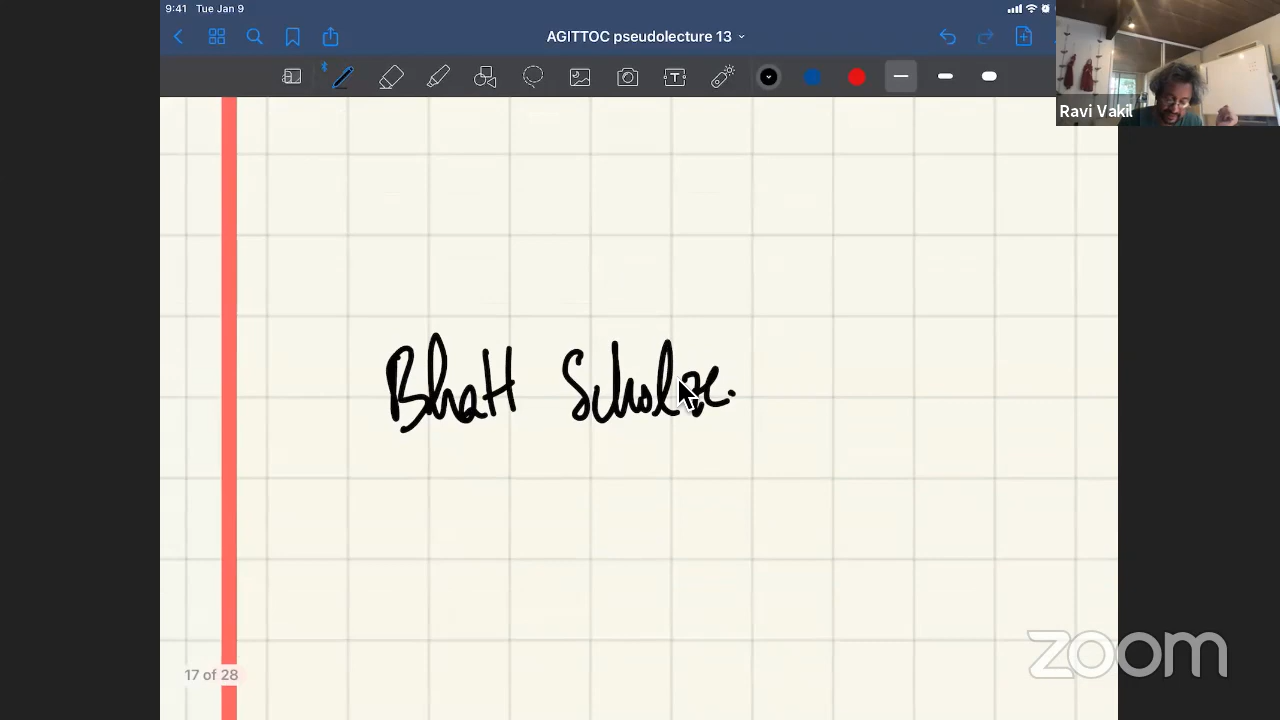 9:41 Tue Jan 9
AGITTOC pseudolecture 13
T
Ravi Vakil
Bhatt Scholze.
17 of 28
zoom